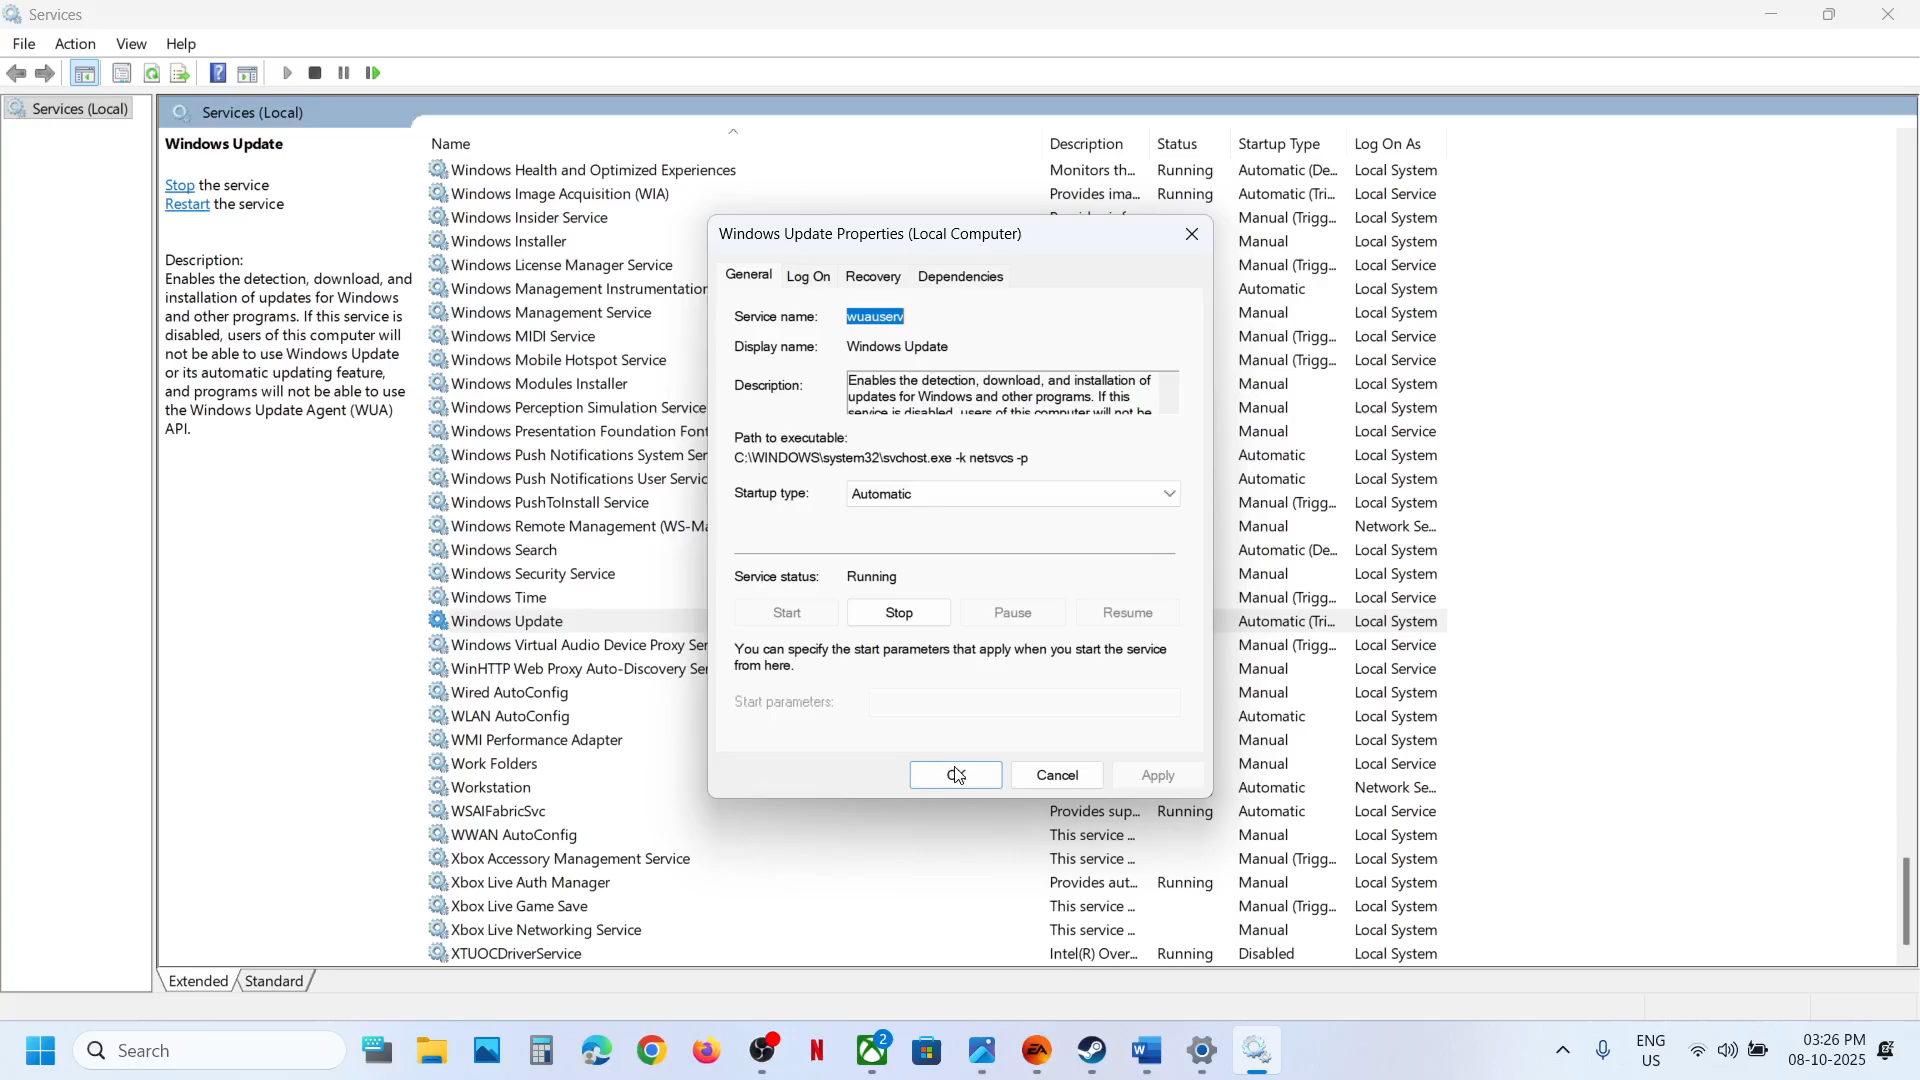 Services
File Action View Help
Services (Local)
Services (Local)
Windows Update
Stop the service
Restart the service
Description:
Enables the detection, download, and
installation of updates for Windows
and other programs. If this service is
disabled, users of this computer will
not be able to use Windows Update
or its automatic updating feature,
and programs will not be able to use
the Windows Update Agent (WUA)
API.
Name Description Status Startup Type Log On As
Windows Health and Optimized Experiences Monitors th... Running Automatic (De... Local System
Windows Image Acquisition (WIA) Provides ima... Running Automatic (Tri... Local Service
Windows Insider Service Manual (Trigg... Local System
Windows Installer Manual Local System
Windows License Manager Service Manual (Trigg... Local Service
Windows Management Instrumentation Automatic Local System
Windows Management Service Manual Local System
Windows MIDI Service Manual (Trigg... Local Service
Windows Mobile Hotspot Service Manual (Trigg... Local Service
Windows Modules Installer Manual Local System
Windows Perception Simulation Service Manual Local System
Windows Presentation Foundation Font Manual Local Service
Windows Push Notifications System Ser Automatic Local System
Windows Push Notifications User Servic Automatic Local System
Windows PushToInstall Service Manual (Trigg... Local System
Windows Remote Management (WS-Ma Manual Network Se...
Windows Search Automatic (De... Local System
Windows Security Service Manual Local System
Windows Time Manual (Trigg... Local Service
Windows Update Automatic (Tri... Local System
Windows Virtual Audio Device Proxy Ser Manual (Trigg... Local Service
WinHTTP Web Proxy Auto-Discovery Ser Manual Local Service
Wired AutoConfig Manual Local System
WLAN AutoConfig Automatic Local System
WMI Performance Adapter Manual Local System
Work Folders Manual Local Service
Workstation Automatic Network Se...
WSAIFabricSvc Provides sup... Running Automatic Local Service
WWAN AutoConfig This service ... Manual Local System
Xbox Accessory Management Service This service ... Manual (Trigg... Local System
Xbox Live Auth Manager Provides aut... Running Manual Local System
Xbox Live Game Save This service ... Manual (Trigg... Local System
Xbox Live Networking Service This service ... Manual Local System
XTUOCDriverService Intel(R) Over... Running Disabled Local System
Windows Update Properties (Local Computer)
General Log On Recovery Dependencies
Service name: wuauserv
Display name: Windows Update
Description: Enables the detection, download, and installation of
updates for Windows and other programs. If this
service is disabled, users of this computer will not be
Path to executable:
C:\WINDOWS\system32\svchost.exe -k netsvcs -p
Startup type: Automatic
Service status: Running
Start Stop Pause Resume
You can specify the start parameters that apply when you start the service
from here.
Start parameters:
OK Cancel Apply
Extended Standard
Search
2
ENG
US
03:26 PM
08-10-2025